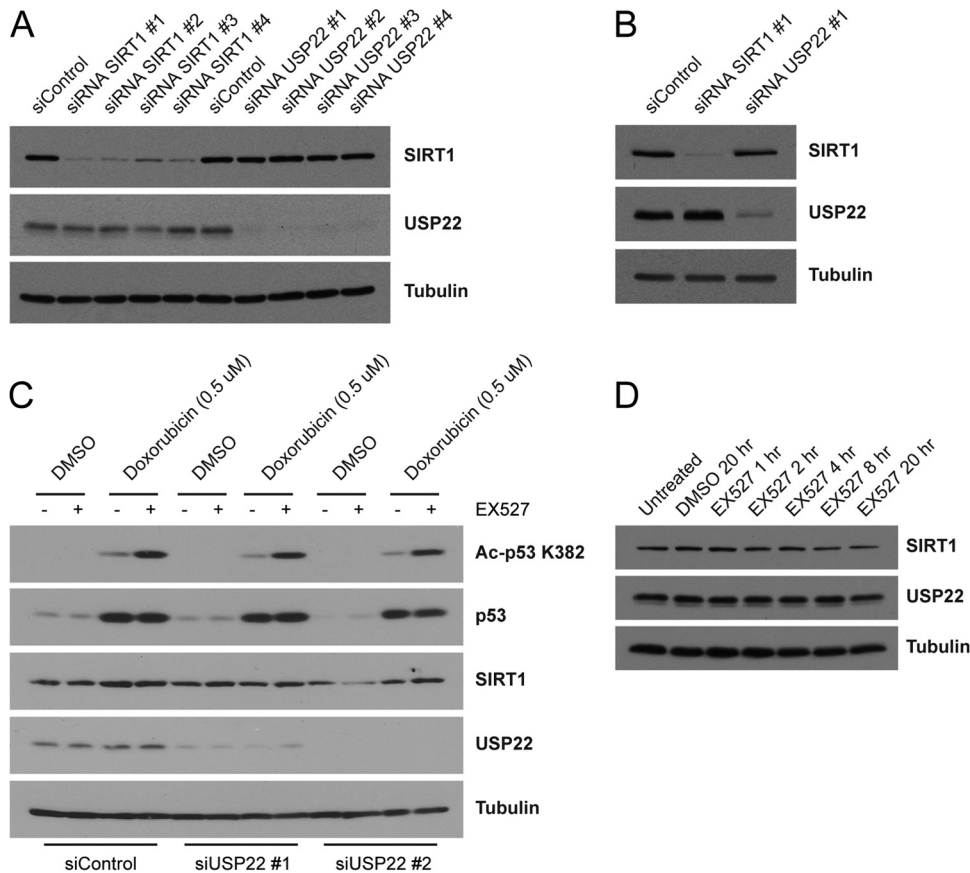 A
siControl
siRNA SIRT1 #1
siRNA SIRT1 #2
siRNA SIRT1 #3
siRNA SIRT1 #4
siControl
siRNA USP22 #1
siRNA USP22 #2
siRNA USP22 #3
siRNA USP22 #4
SIRT1
USP22
Tubulin
B
siControl
siRNA SIRT1 #1
siRNA USP22 #1
SIRT1
USP22
Tubulin
C
DMSO
Doxorubicin (0.5 uM)
DMSO
Doxorubicin (0.5 uM)
DMSO
Doxorubicin (0.5 uM)
- + - + - + - + - + - + EX527
Ac-p53 K382
p53
SIRT1
USP22
Tubulin
siControl siUSP22 #1 siUSP22 #2
D
Untreated
DMSO 20 hr
EX527 1 hr
EX527 2 hr
EX527 4 hr
EX527 8 hr
EX527 20 hr
SIRT1
USP22
Tubulin